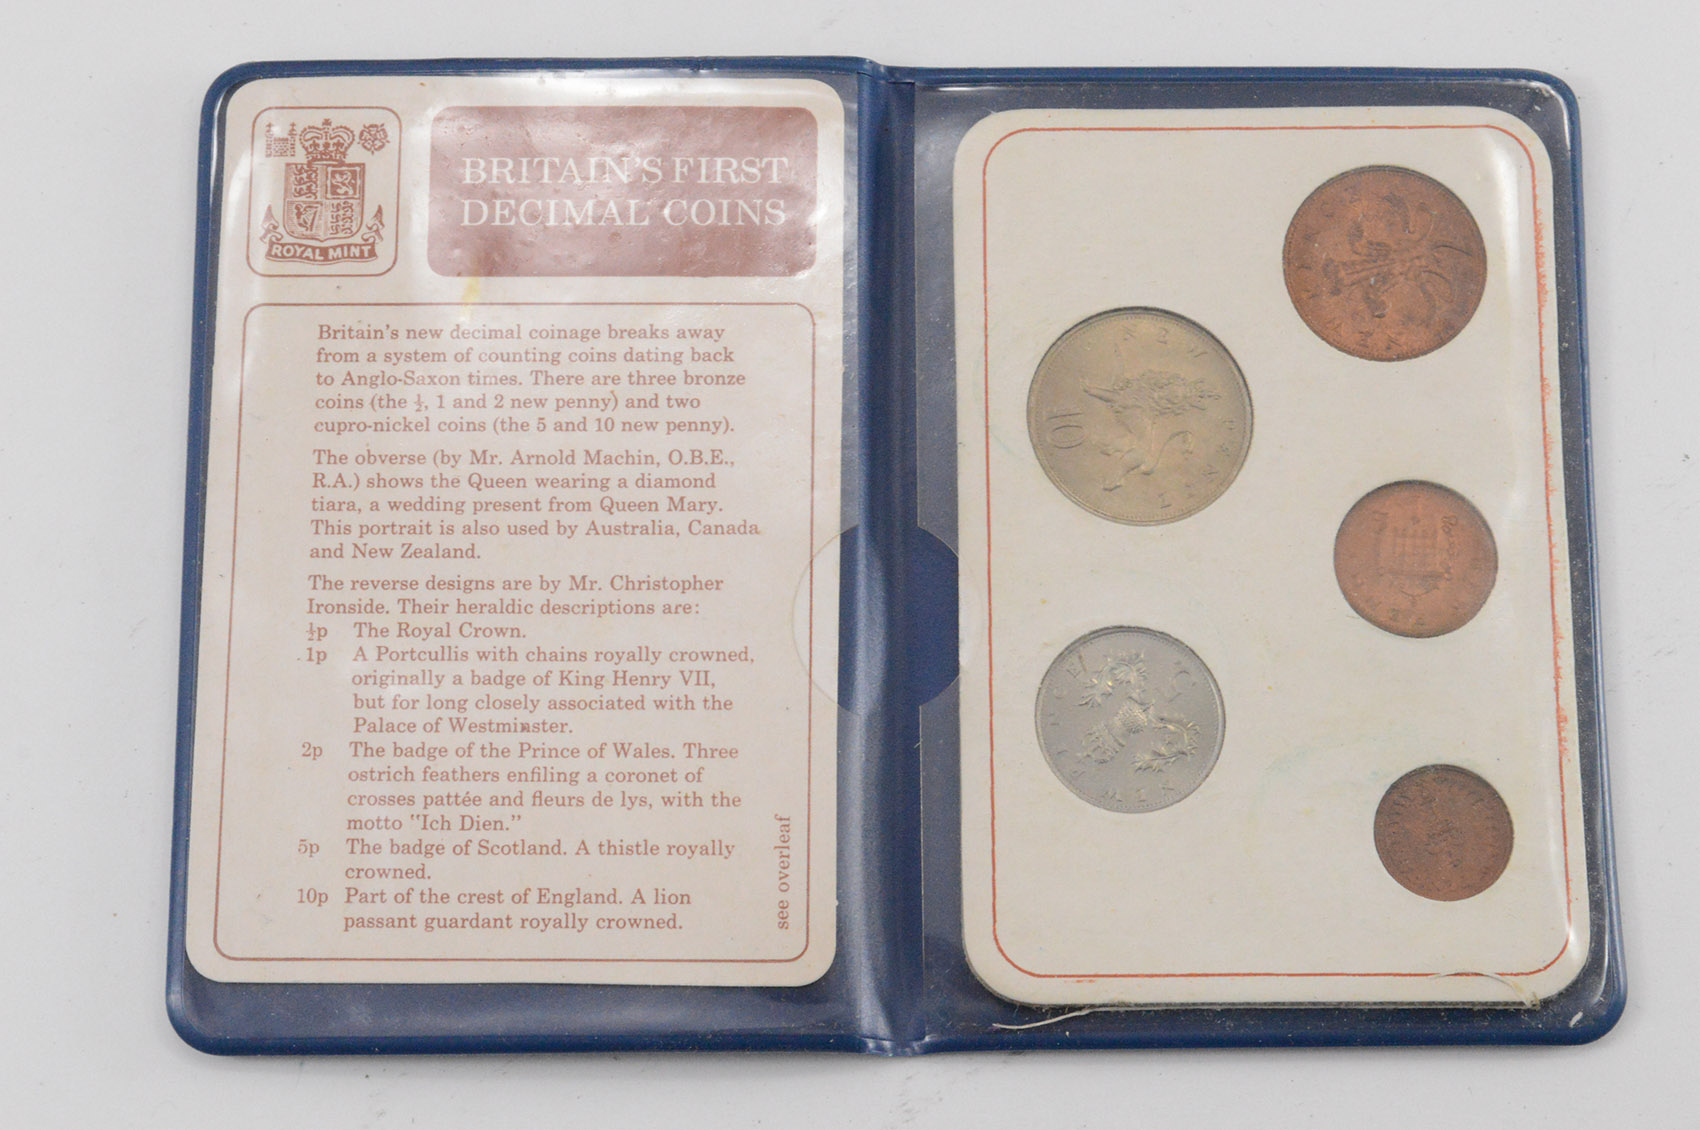 ROYAL MINT
BRITAIN'S FIRST
DECIMAL COINS
Britain's new decimal coinage breaks away
from a system of counting coins dating back
to Anglo-Saxon times. There are three bronze
coins (the ½, 1 and 2 new penny) and two
cupro-nickel coins (the 5 and 10 new penny).
The obverse (by Mr. Arnold Machin, O.B.E.,
R.A.) shows the Queen wearing a diamond
tiara, a wedding present from Queen Mary.
This portrait is also used by Australia, Canada
and New Zealand.
The reverse designs are by Mr. Christopher
Ironside. Their heraldic descriptions are:
½p The Royal Crown.
1p A Portcullis with chains royally crowned,
originally a badge of King Henry VII,
but for long closely associated with the
Palace of Westminster.
2p The badge of the Prince of Wales. Three
ostrich feathers enfiling a coronet of
crosses pattée and fleurs de lys, with the
motto "Ich Dien."
5p The badge of Scotland. A thistle royally
crowned.
10p Part of the crest of England. A lion
passant guardant royally crowned.
see overleaf
NEW PENCE
10
NEW PENCE
2
NEW PENCE
5